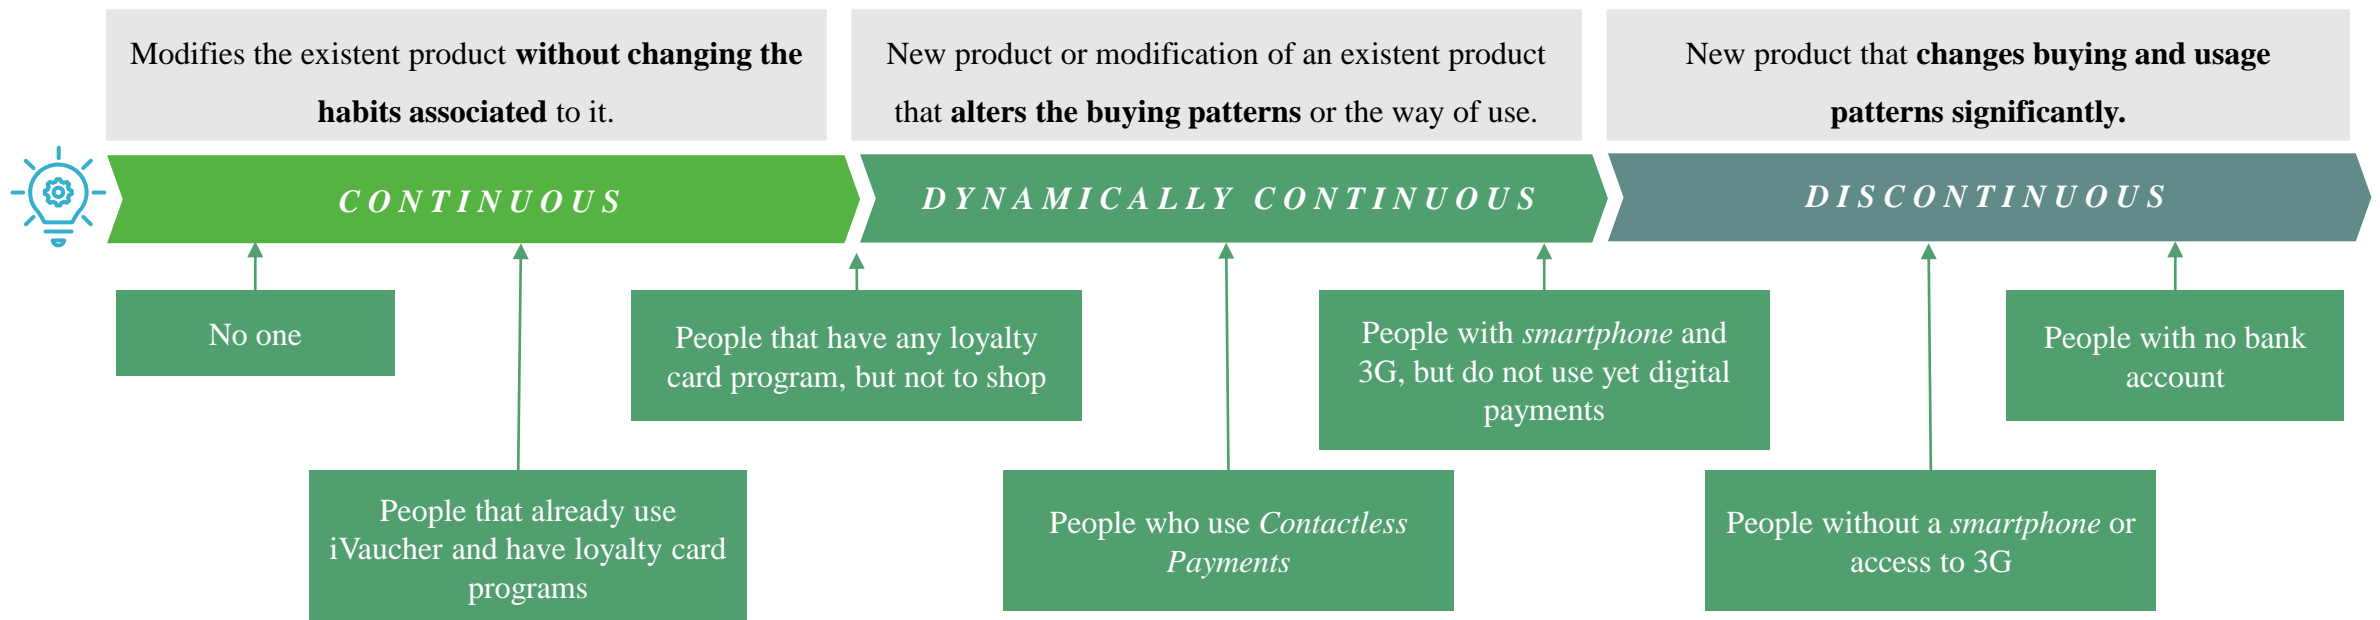 Modifies the existent product without changing the
habits associated to it.
New product or modification of an existent product
that alters the buying patterns or the way of use.
New product that changes buying and usage
patterns significantly.
CONTINUOUS
DYNAMICALLY CONTINUOUS
DISCONTINUOUS
No one
People that already use
iVaucher and have loyalty card
programs
People that have any loyalty
card program, but not to shop
People who use Contactless
Payments
People with smartphone and
3G, but do not use yet digital
payments
People without a smartphone or
access to 3G
People with no bank
account